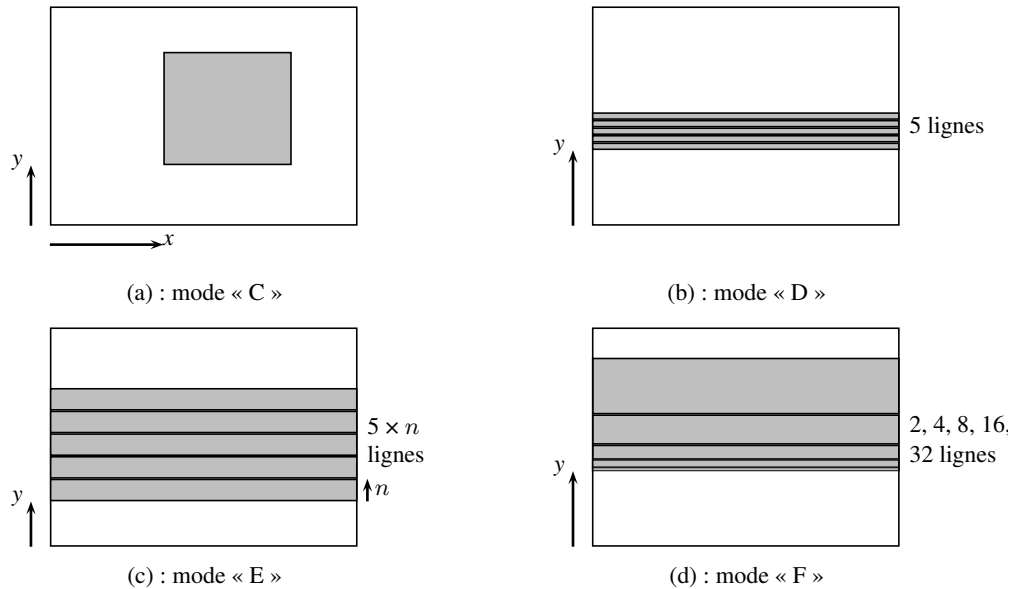 y
x
(a) : mode « C »
y
5 lignes
(b) : mode « D »
y
5 × n
lignes
n
(c) : mode « E »
y
2, 4, 8, 16,
32 lignes
(d) : mode « F »